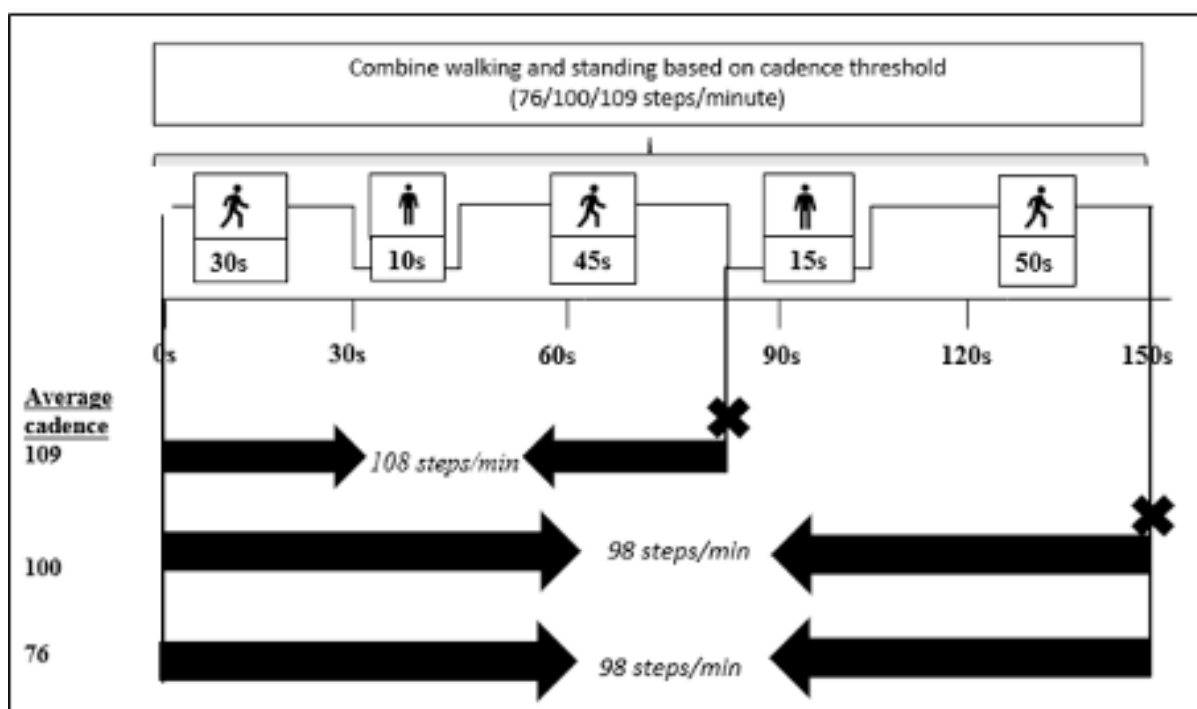 Combine walking and standing based on cadence threshold
(76/100/109 steps/minute)
30s
10s
45s
15s
50s
0s
30s
60s
90s
120s
150s
Average
cadence
109
108 steps/min
100
98 steps/min
76
98 steps/min